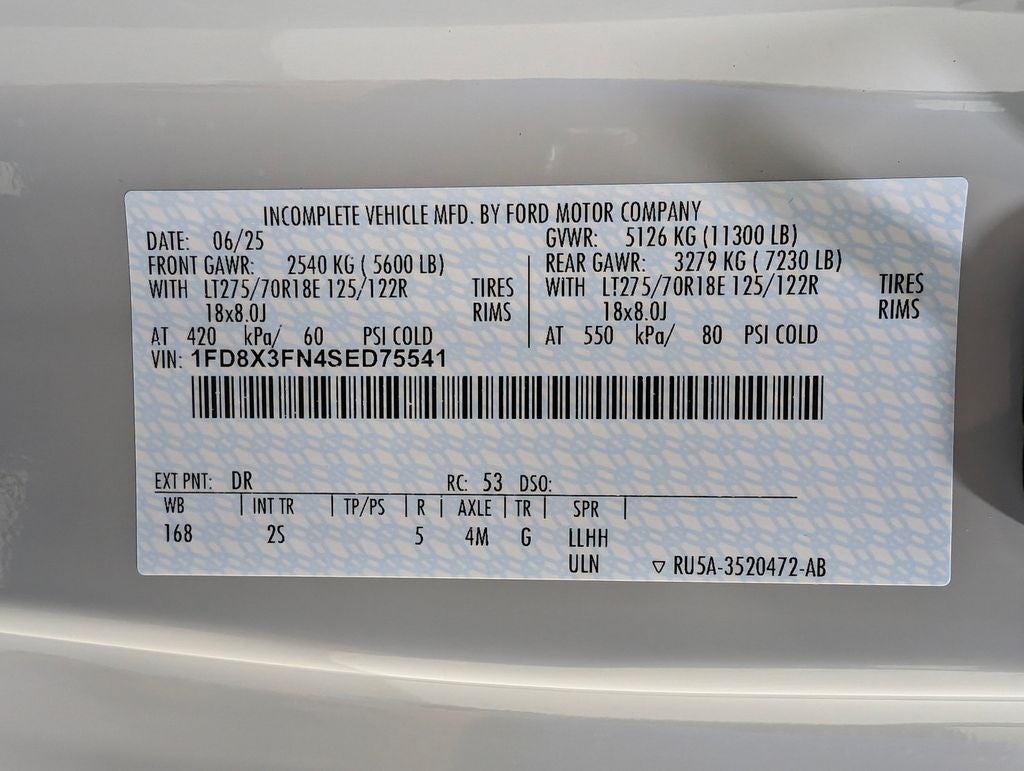 INCOMPLETE VEHICLE MFD. BY FORD MOTOR COMPANY
DATE: 06/25 GVWR: 5126 KG (11300 LB)
FRONT GAWR: 2540 KG ( 5600 LB) REAR GAWR: 3279 KG ( 7230 LB)
WITH LT275/70R18E 125/122R TIRES WITH LT275/70R18E 125/122R TIRES
18x8.0J RIMS 18x8.0J RIMS
AT 420 kPa/ 60 PSI COLD AT 550 kPa/ 80 PSI COLD
VIN: 1FD8X3FN4SED75541
EXT PNT: DR RC: 53 DSO:
WB INT TR TP/PS R AXLE TR SPR
168 2S 5 4M G LLHH
ULN ▽ RU5A-3520472-AB